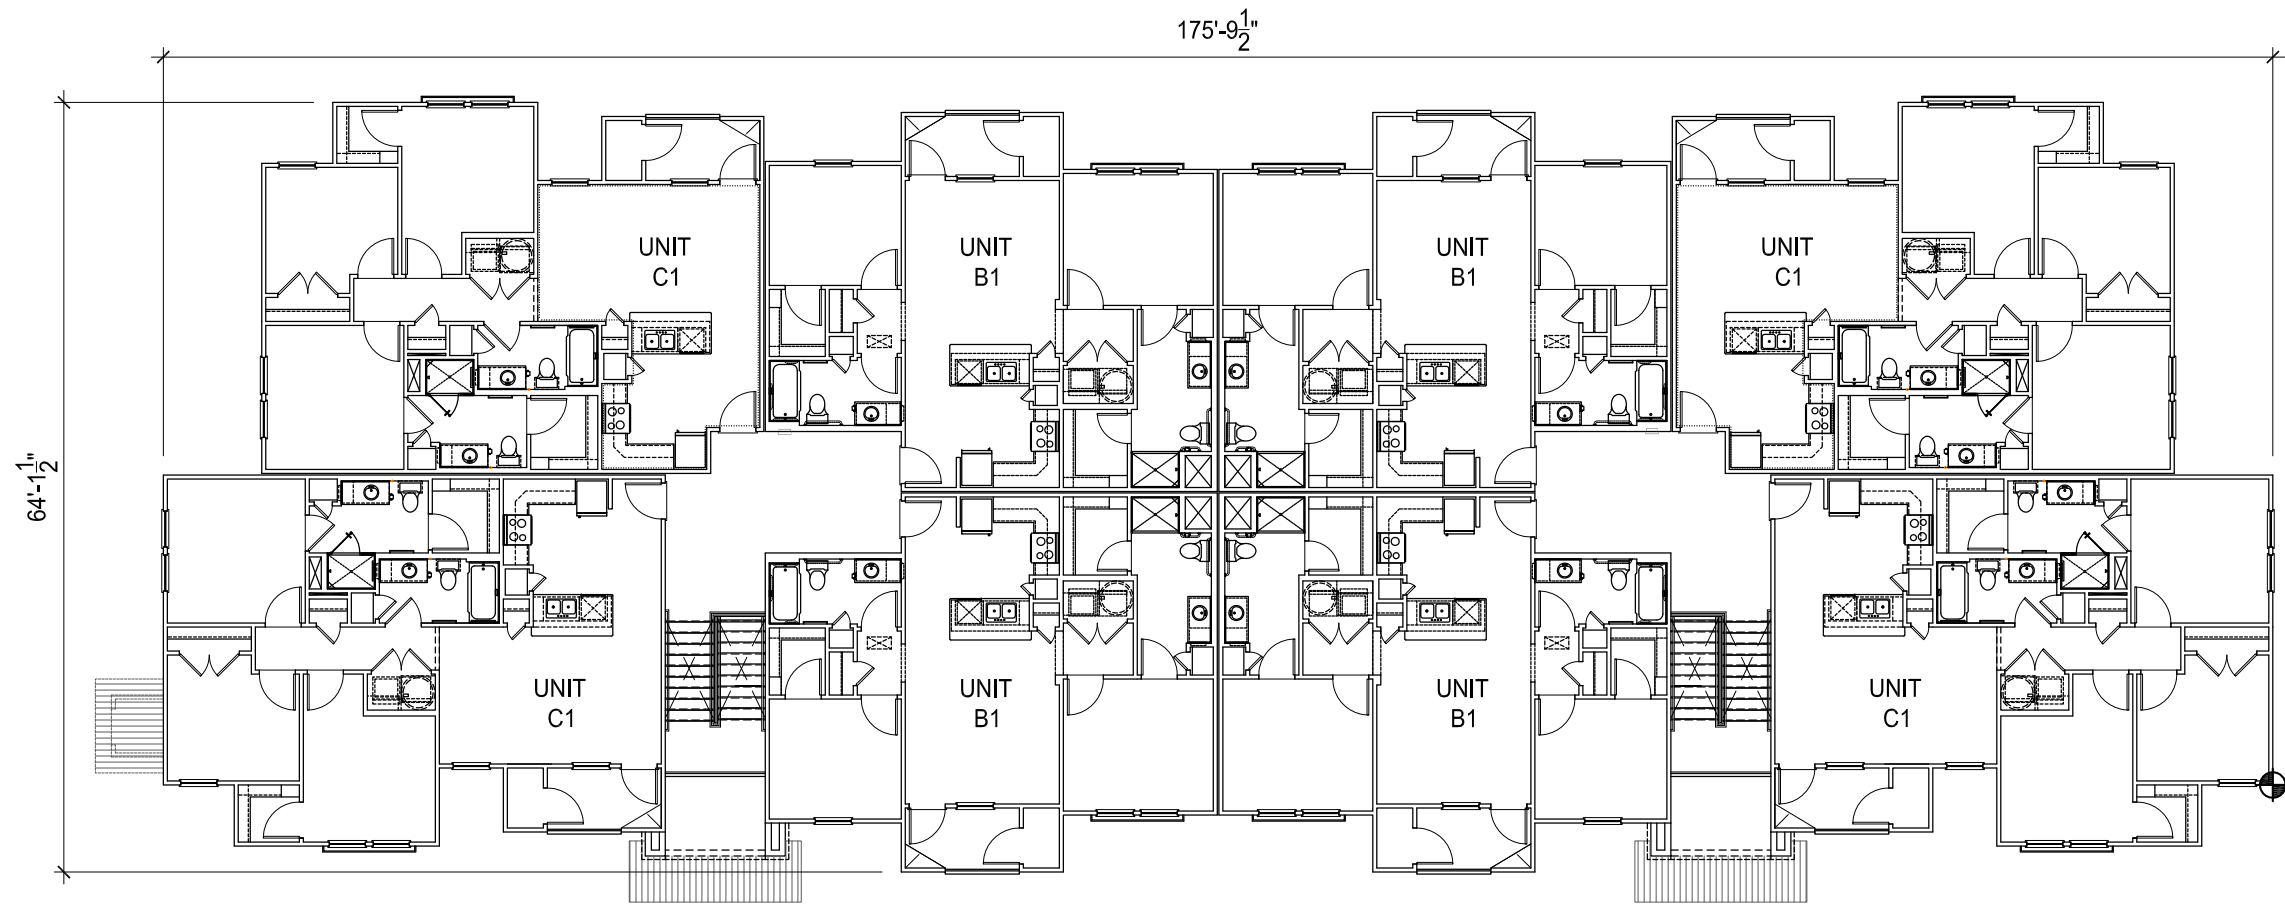 175'-9 1/2"
64'-1 1/2"
UNIT
C1
UNIT
B1
UNIT
B1
UNIT
C1
UNIT
C1
UNIT
B1
UNIT
B1
UNIT
C1